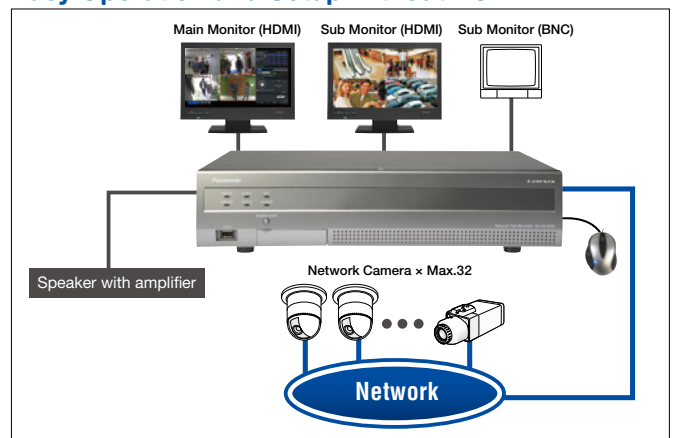 Main Monitor (HDMI) Sub Monitor (HDMI) Sub Monitor (BNC)
Panasonic
Speaker with amplifier
Network Camera × Max.32
Network